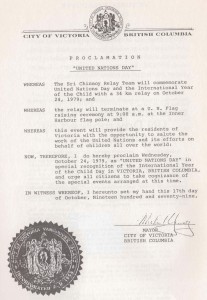 CITY OF VICTORIA BRITISH COLUMBIA
PROCLAMATION
"UNITED NATIONS DAY"
WHEREAS The Sri Chinmoy Relay Team will commemorate
United Nations Day and the International Year
of the Child with a 54 km relay on October
24, 1979; and
WHEREAS the relay will terminate at a U. N. Flag
raising ceremony at 5:00 p.m. at the Inner
Harbour flag pole; and
WHEREAS this event will provide the residents of
Victoria with the opportunity to salute the
work of the United Nations and its efforts on
behalf of children all over the world;
NOW, THEREFORE, I do hereby proclaim Wednesday,
October 24, 1979, as "UNITED NATIONS DAY" in
special recognition of the International Year
of the Child Day in VICTORIA, BRITISH COLUMBIA,
and urge all citizens to take cognizance of
the special events arranged at this time.
IN WITNESS WHEREOF, I hereunto set my hand this 17th day
of October, Nineteen hundred and seventy-nine.
MAYOR,
CITY OF VICTORIA
BRITISH COLUMBIA